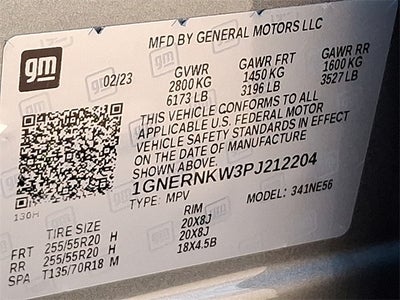 gm
MFD BY GENERAL MOTORS LLC
02/23 GVWR GAWR FRT GAWR RR
2800 KG 1450 KG 1600 KG
6173 LB 3196 LB 3527 LB
THIS VEHICLE CONFORMS TO ALL
APPLICABLE U.S. FEDERAL MOTOR
VEHICLE SAFETY STANDARDS IN EFFECT
ON THE DATE OF MANUFACTURE
SHOWN ABOVE.
1GNERNKW3PJ212204
130H
TYPE: MPV MODEL: 341NE56
TIRE SIZE RIM
FRT 255/55R20 H 20X8J
RR 255/55R20 H 20X8J
SPA T135/70R18 M 18X4.5B